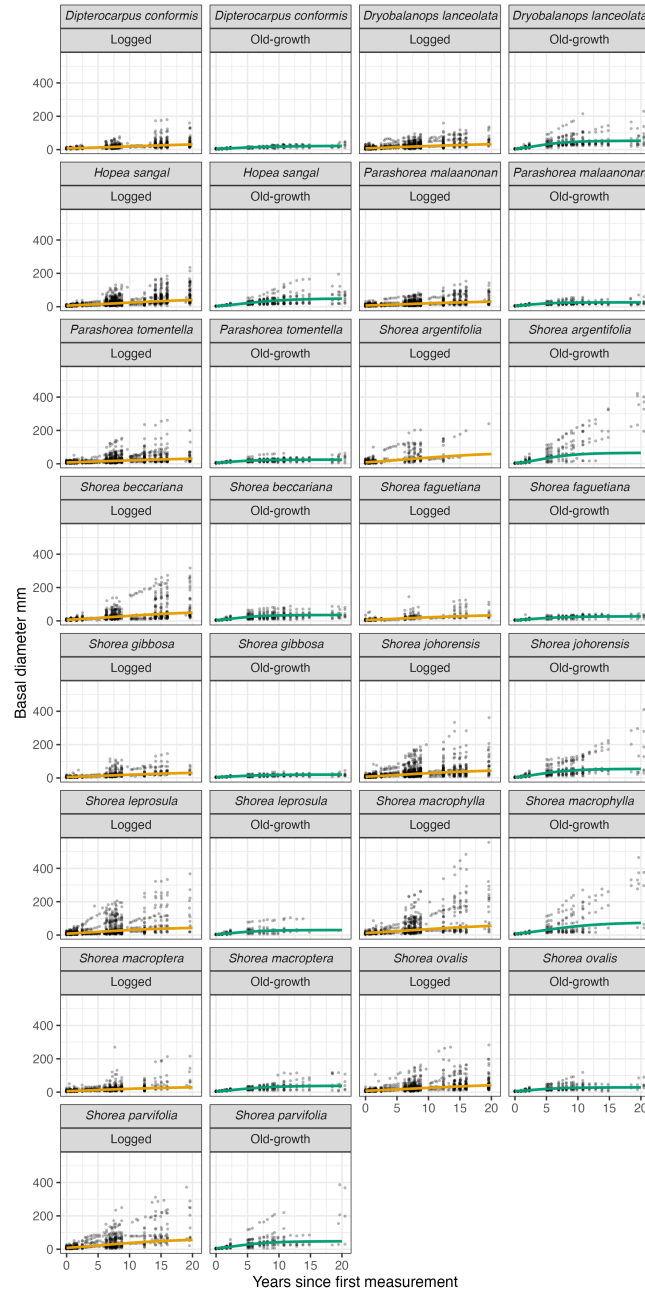 Dipterocarpus conformis Dipterocarpus conformis Dryobalanops lanceolata Dryobalanops lanceolata
Logged Old-growth Logged Old-growth
400
200
0
Hopea sangal Hopea sangal Parashorea malaanonan Parashorea malaanonan
Logged Old-growth Logged Old-growth
400
200
0
Parashorea tomentella Parashorea tomentella Shorea argentifolia Shorea argentifolia
Logged Old-growth Logged Old-growth
400
200
0
Shorea beccariana Shorea beccariana Shorea faguetiana Shorea faguetiana
Logged Old-growth Logged Old-growth
400
200
0
Basal diameter mm
Shorea gibbosa Shorea gibbosa Shorea johorensis Shorea johorensis
Logged Old-growth Logged Old-growth
400
200
0
Shorea leprosula Shorea leprosula Shorea macrophylla Shorea macrophylla
Logged Old-growth Logged Old-growth
400
200
0
Shorea macroptera Shorea macroptera Shorea ovalis Shorea ovalis
Logged Old-growth Logged Old-growth
400
200
0
0 5 10 15 20 0 5 10 15 20
Shorea parvifolia Shorea parvifolia
Logged Old-growth
400
200
0
0 5 10 15 20 0 5 10 15 20
Years since first measurement